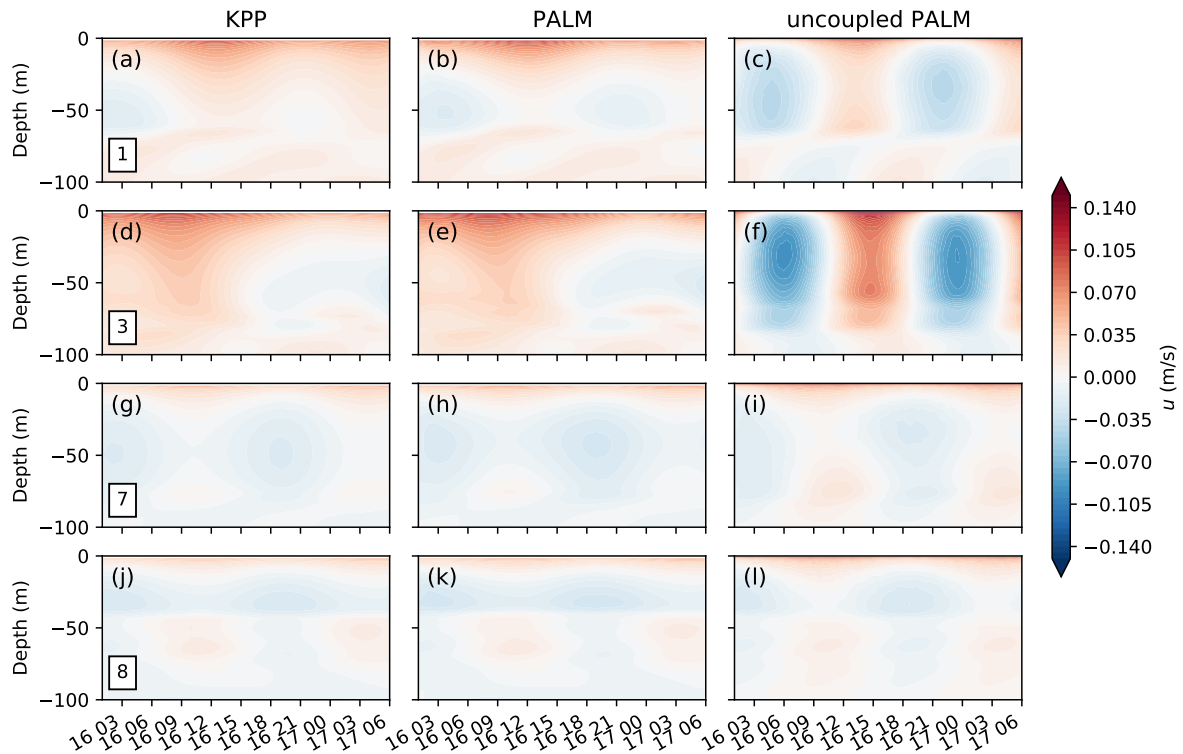 KPP PALM uncoupled PALM
0 (a) (b) (c)
Depth (m)
−50
1
−100
0 (d) (e) (f)
Depth (m)
−50
3
−100
0 (g) (h) (i)
Depth (m)
−50
7
−100
0 (j) (k) (l)
Depth (m)
−50
8
−100
16 03 16 06 16 09 16 12 16 15 16 18 16 21 17 00 17 03 17 06
16 03 16 06 16 09 16 12 16 15 16 18 16 21 17 00 17 03 17 06
16 03 16 06 16 09 16 12 16 15 16 18 16 21 17 00 17 03 17 06
0.140
0.105
0.070
0.035
0.000
−0.035
−0.070
−0.105
−0.140
u (m/s)